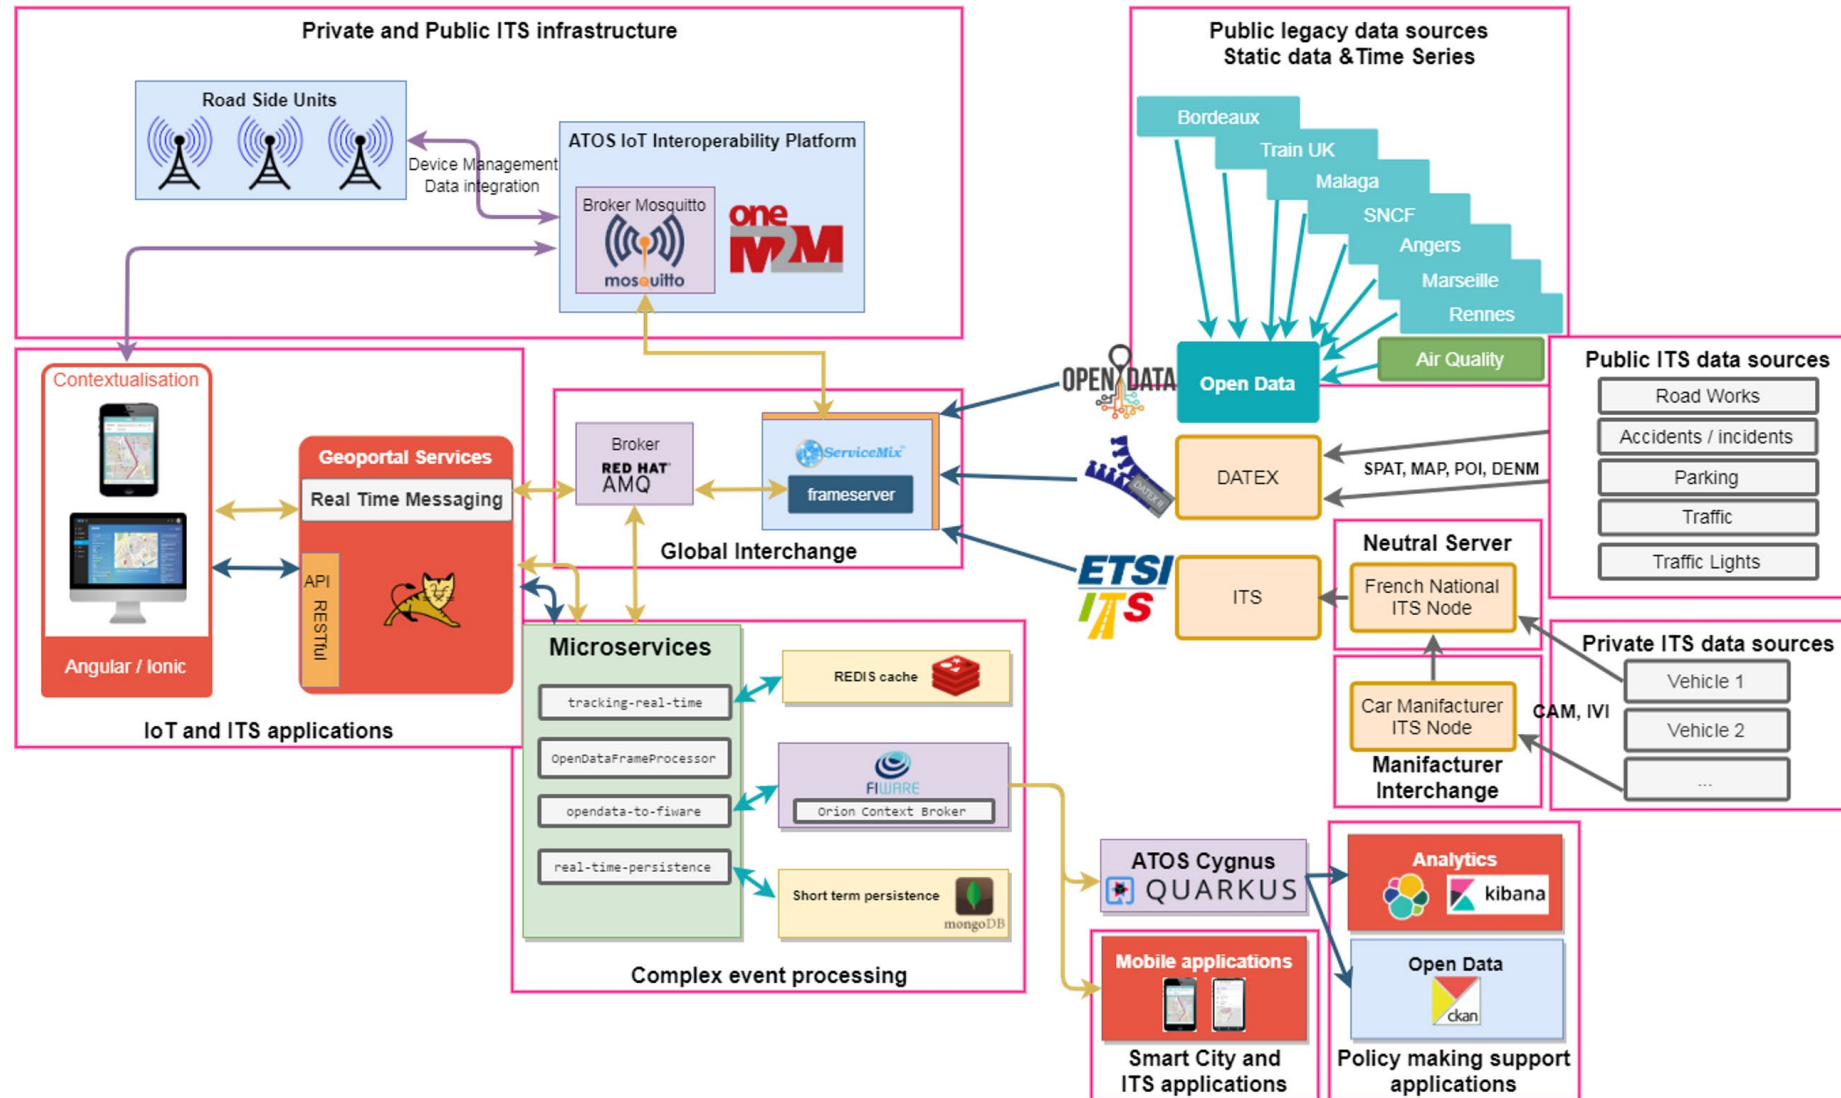 Private and Public ITS infrastructure
Road Side Units
Device Management
Data integration
ATOS IoT Interoperability Platform
Broker Mosquitto
mosquitto
one
M2M
Public legacy data sources
Static data &Time Series
Bordeaux
Train UK
Malaga
SNCF
Angers
Marseille
Rennes
Air Quality
OPEN DATA
Open Data
Public ITS data sources
Road Works
Accidents / incidents
Parking
Traffic
Traffic Lights
Contextualisation
Angular / Ionic
Geoportal Services
Real Time Messaging
API RESTful
IoT and ITS applications
Broker
RED HAT
AMQ
ServiceMix™
frameserver
Global Interchange
DATEX II
DATEX
SPAT, MAP, POI, DENM
ETSI
ITS
ITS
Neutral Server
French National
ITS Node
Car Manifacturer
ITS Node
Manifacturer
Interchange
Private ITS data sources
Vehicle 1
CAM, IVI
Vehicle 2
...
Microservices
tracking-real-time
OpenDataFrameProcessor
opendata-to-fiware
real-time-persistence
REDIS cache
FIWARE
Orion Context Broker
Short term persistence
mongoDB
Complex event processing
ATOS Cygnus
QUARKUS
Mobile applications
Smart City and
ITS applications
Analytics
kibana
Open Data
ckan
Policy making support
applications